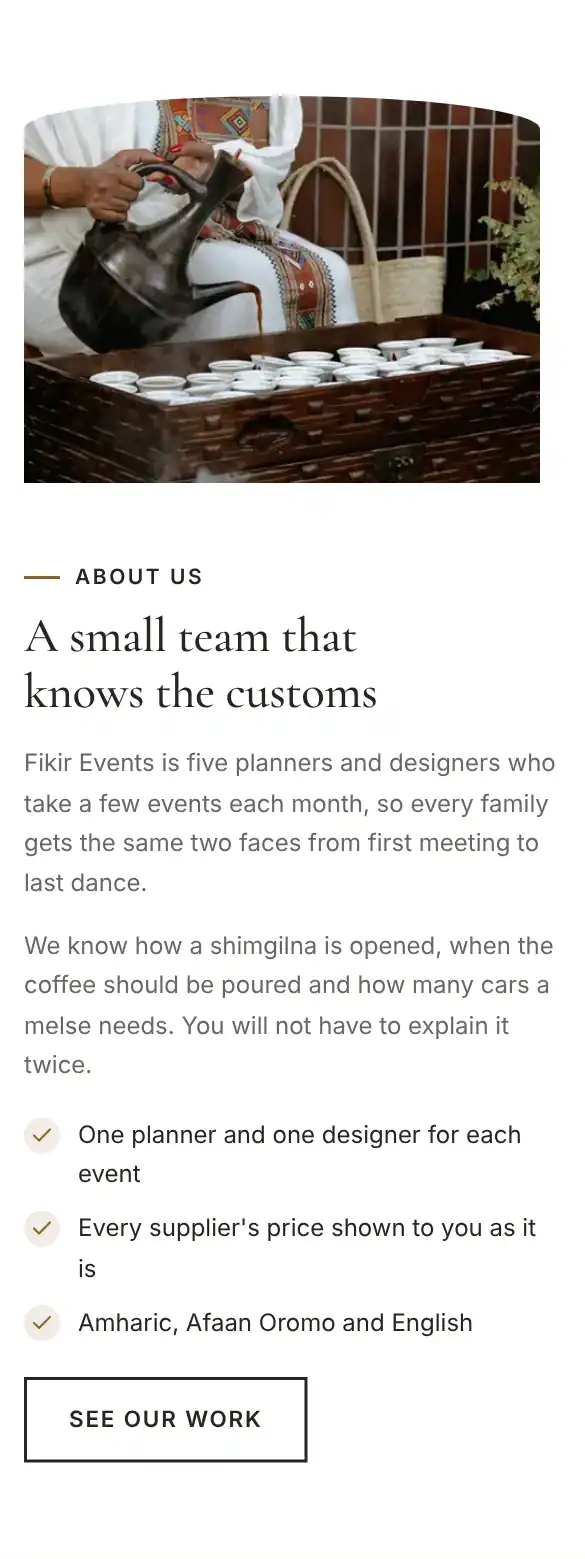 ABOUT US
A small team that
knows the customs
Fikir Events is five planners and designers who
take a few events each month, so every family
gets the same two faces from first meeting to
last dance.
We know how a shimgilna is opened, when the
coffee should be poured and how many cars a
melse needs. You will not have to explain it
twice.
One planner and one designer for each
event
Every supplier's price shown to you as it
is
Amharic, Afaan Oromo and English
SEE OUR WORK